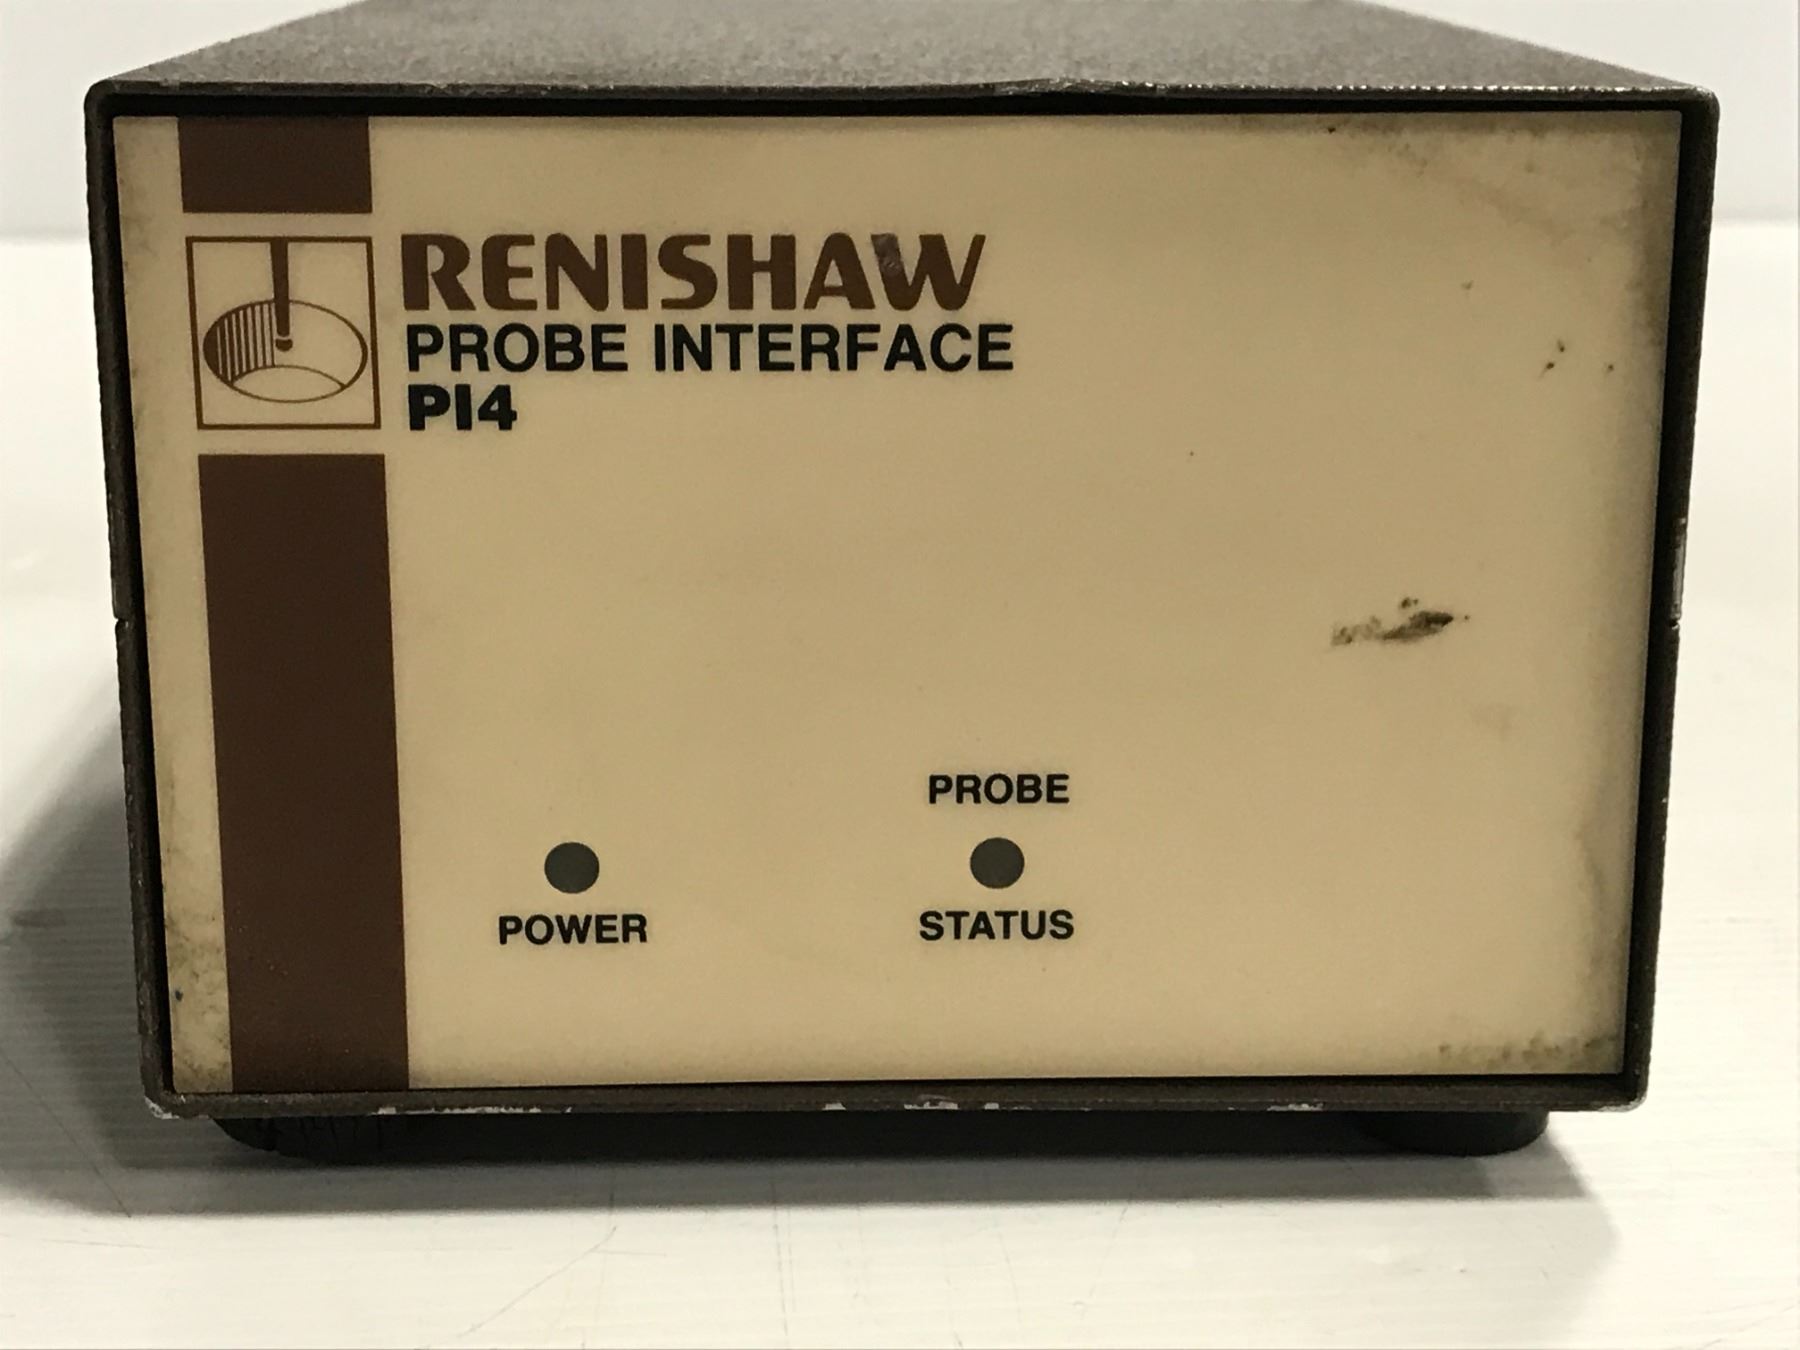 RENISHAW
PROBE INTERFACE
PI4
PROBE
STATUS
POWER